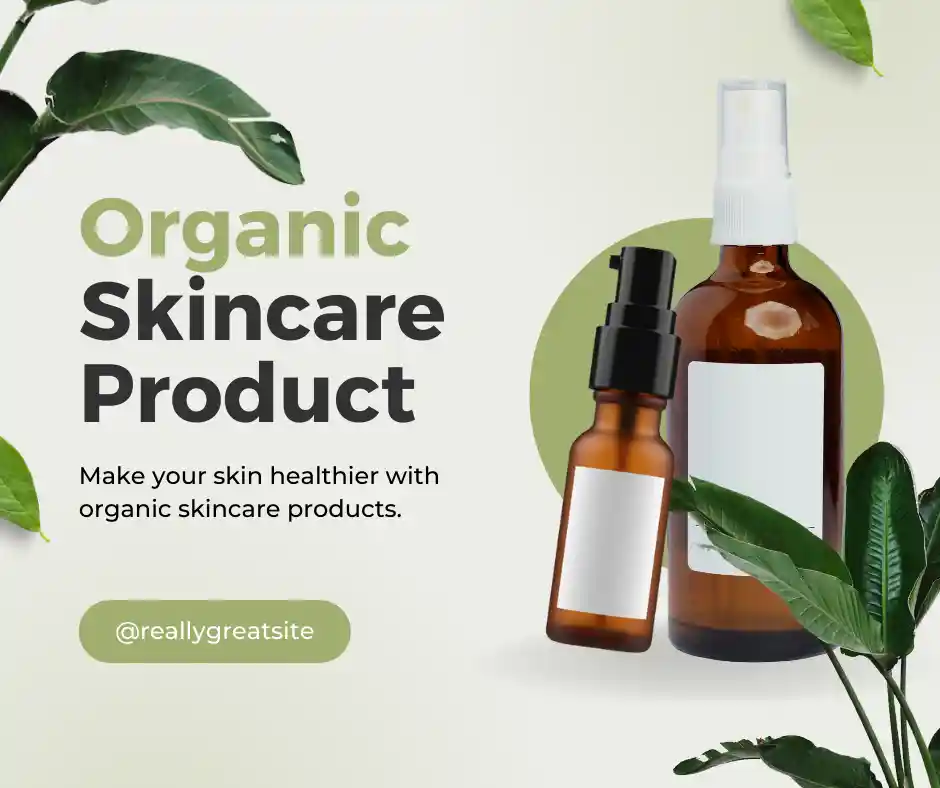 Organic
Skincare
Product
Make your skin healthier with
organic skincare products.
@reallygreatsite